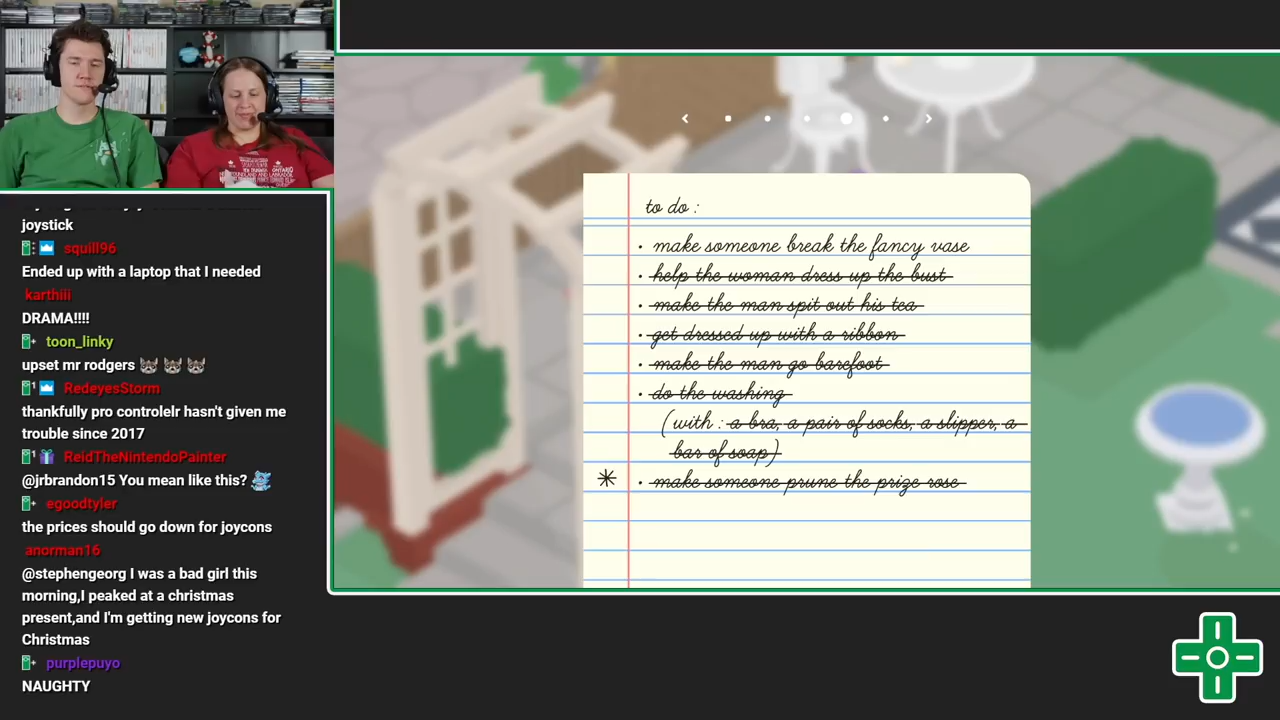 joystick
squill96
Ended up with a laptop that I needed
karthiii
DRAMA!!!!
toon_linky
upset mr rodgers
RedeyesStorm
thankfully pro controlelr hasn't given me
trouble since 2017
ReidTheNintendoPainter
@jrbrandon15 You mean like this?
egoodtyler
the prices should go down for joycons
anorman16
@stephengeorg I was a bad girl this
morning,I peaked at a christmas
present,and I'm getting new joycons for
Christmas
purplepuyo
NAUGHTY
to do :
• make someone break the fancy vase
• help the woman dress up the bust
• make the man spit out his tea
• get dressed up with a ribbon
• make the man go barefoot
• do the washing
(with : a bra, a pair of socks, a slipper, a
bar of soap)
• make someone prune the prize rose